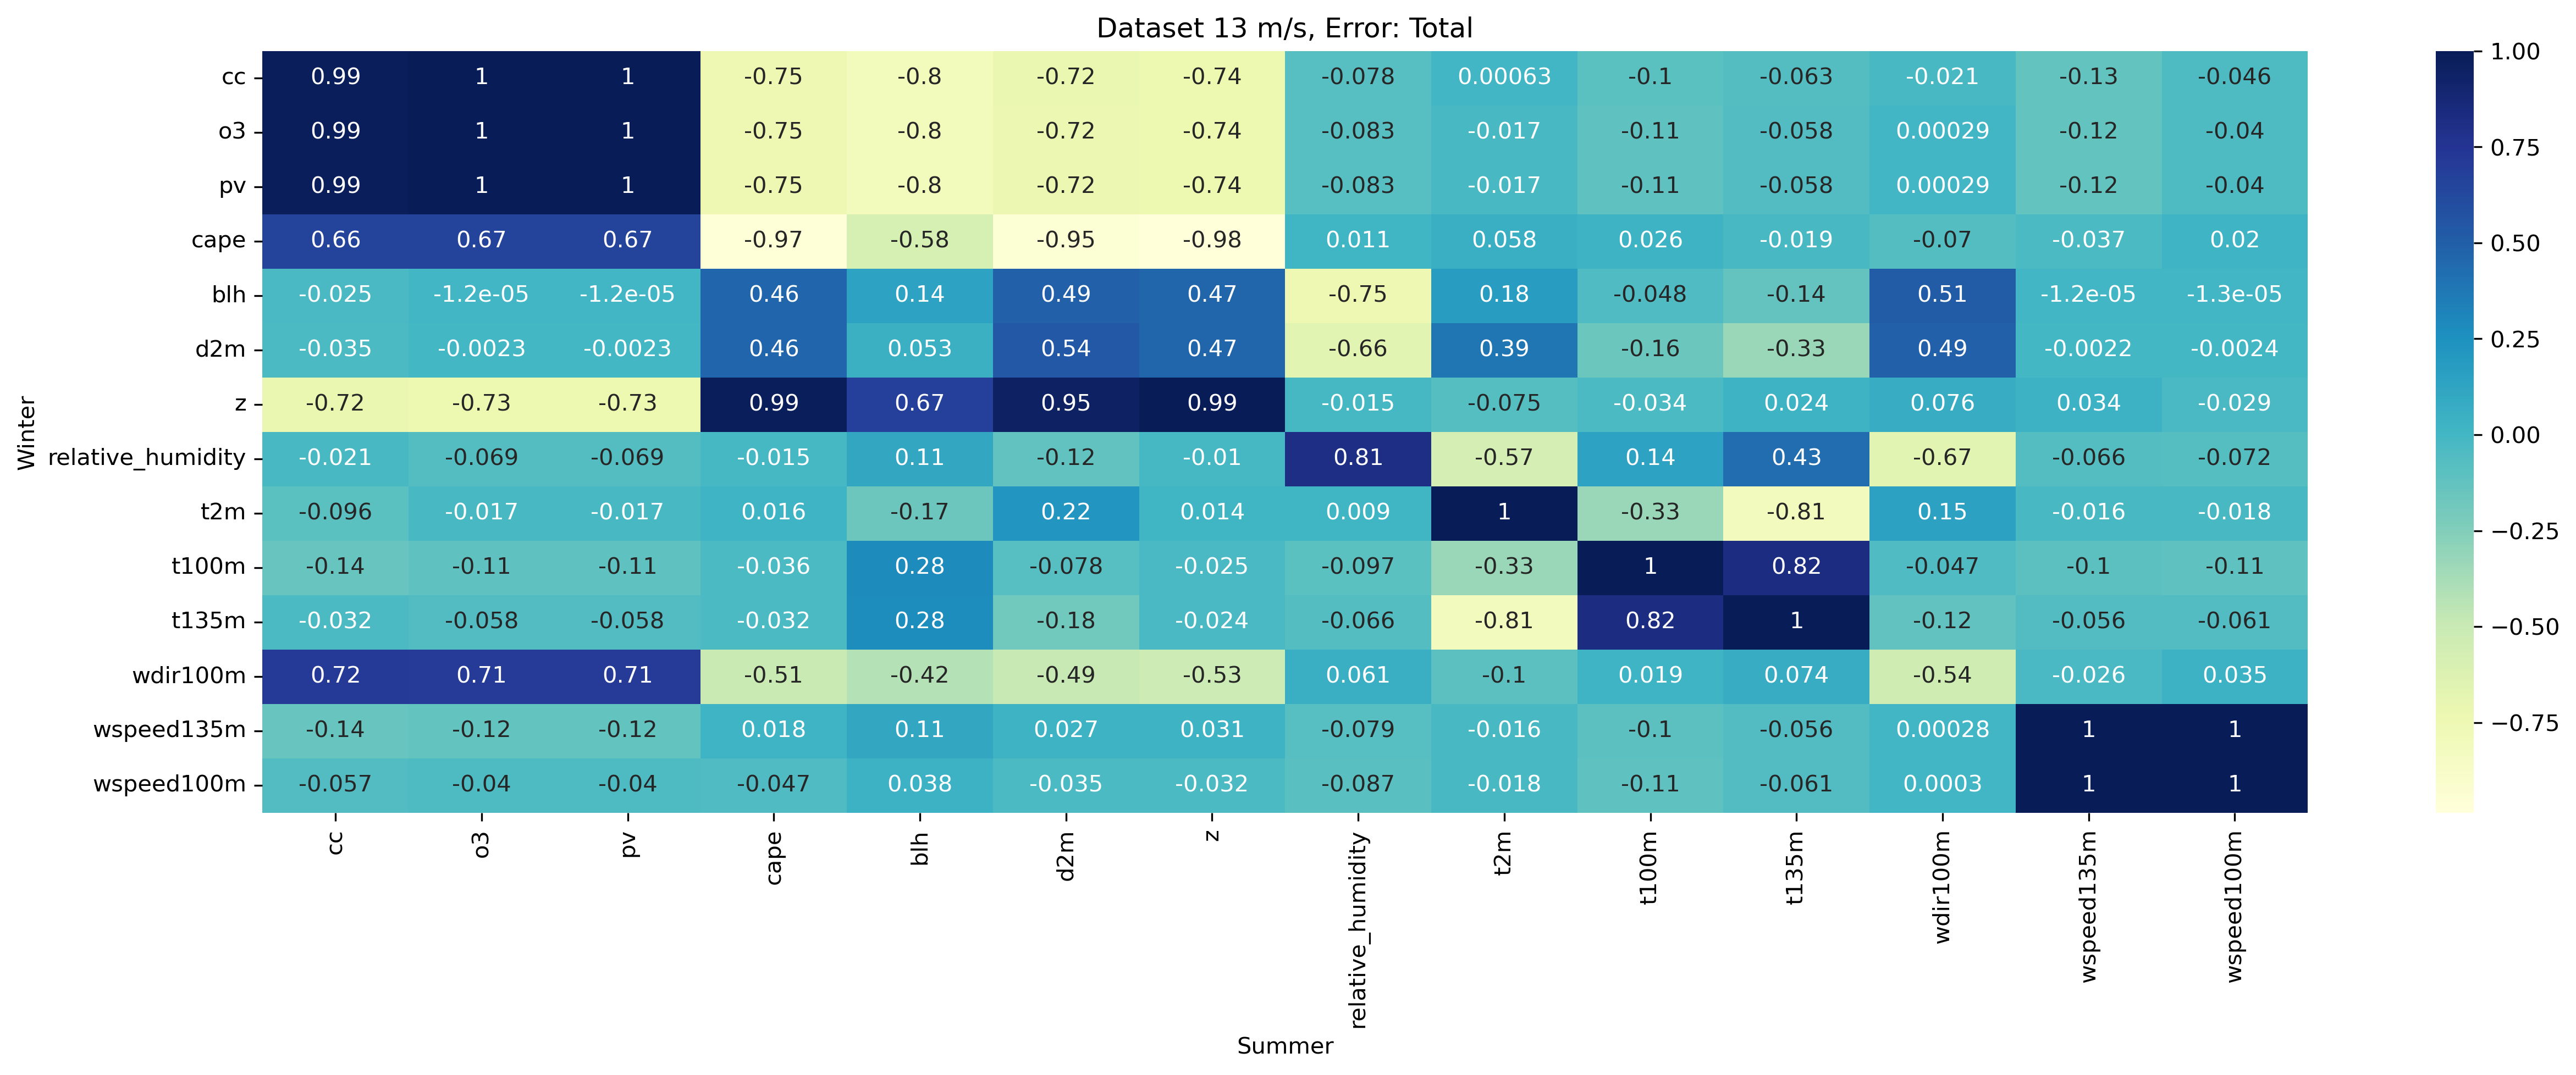 Dataset 13 m/s, Error: Total
Winter
cc 0.99 1 1 -0.75 -0.8 -0.72 -0.74 -0.078 0.00063 -0.1 -0.063 -0.021 -0.13 -0.046
o3 0.99 1 1 -0.75 -0.8 -0.72 -0.74 -0.083 -0.017 -0.11 -0.058 0.00029 -0.12 -0.04
pv 0.99 1 1 -0.75 -0.8 -0.72 -0.74 -0.083 -0.017 -0.11 -0.058 0.00029 -0.12 -0.04
cape 0.66 0.67 0.67 -0.97 -0.58 -0.95 -0.98 0.011 0.058 0.026 -0.019 -0.07 -0.037 0.02
blh -0.025 -1.2e-05 -1.2e-05 0.46 0.14 0.49 0.47 -0.75 0.18 -0.048 -0.14 0.51 -1.2e-05 -1.3e-05
d2m -0.035 -0.0023 -0.0023 0.46 0.053 0.54 0.47 -0.66 0.39 -0.16 -0.33 0.49 -0.0022 -0.0024
z -0.72 -0.73 -0.73 0.99 0.67 0.95 0.99 -0.015 -0.075 -0.034 0.024 0.076 0.034 -0.029
relative_humidity -0.021 -0.069 -0.069 -0.015 0.11 -0.12 -0.01 0.81 -0.57 0.14 0.43 -0.67 -0.066 -0.072
t2m -0.096 -0.017 -0.017 0.016 -0.17 0.22 0.014 0.009 1 -0.33 -0.81 0.15 -0.016 -0.018
t100m -0.14 -0.11 -0.11 -0.036 0.28 -0.078 -0.025 -0.097 -0.33 1 0.82 -0.047 -0.1 -0.11
t135m -0.032 -0.058 -0.058 -0.032 0.28 -0.18 -0.024 -0.066 -0.81 0.82 1 -0.12 -0.056 -0.061
wdir100m 0.72 0.71 0.71 -0.51 -0.42 -0.49 -0.53 0.061 -0.1 0.019 0.074 -0.54 -0.026 0.035
wspeed135m -0.14 -0.12 -0.12 0.018 0.11 0.027 0.031 -0.079 -0.016 -0.1 -0.056 0.00028 1 1
wspeed100m -0.057 -0.04 -0.04 -0.047 0.038 -0.035 -0.032 -0.087 -0.018 -0.11 -0.061 0.0003 1 1
cc o3 pv cape blh d2m z relative_humidity t2m t100m t135m wdir100m wspeed135m wspeed100m
Summer
1.00
0.75
0.50
0.25
0.00
−0.25
−0.50
−0.75